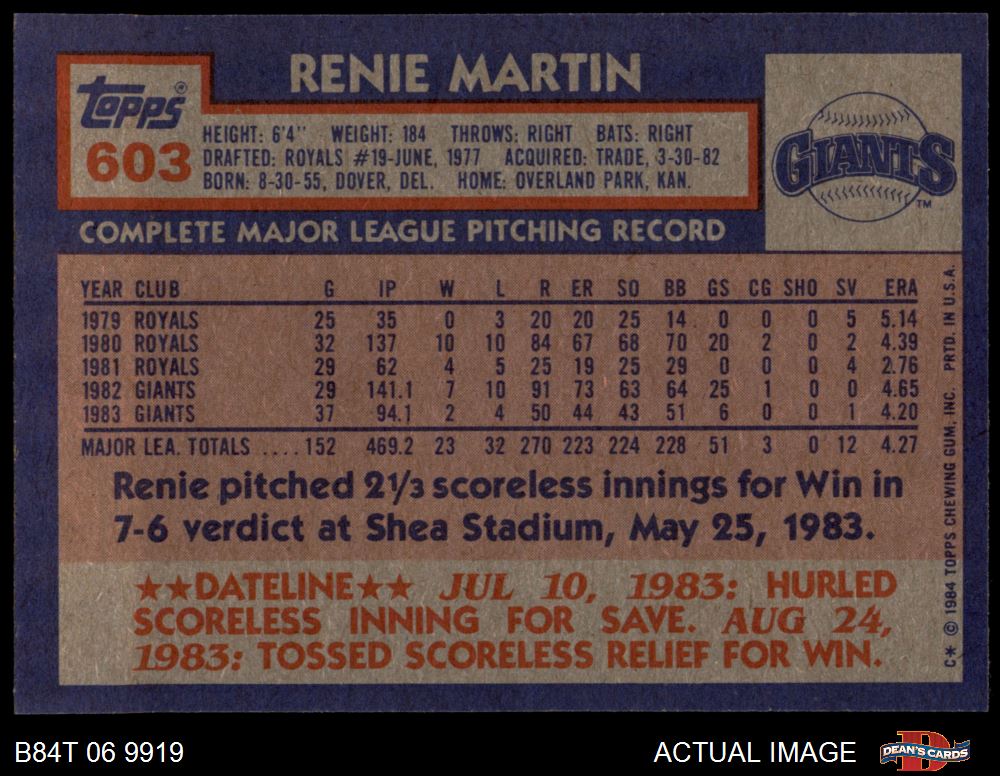 RENIE MARTIN
Topps®
603
HEIGHT: 6'4" WEIGHT: 184 THROWS: RIGHT BATS: RIGHT
DRAFTED: ROYALS #19-JUNE, 1977 ACQUIRED: TRADE, 3-30-82
BORN: 8-30-55, DOVER, DEL. HOME: OVERLAND PARK, KAN.
GIANTS
TM
COMPLETE MAJOR LEAGUE PITCHING RECORD
YEAR CLUB G IP W L R ER SO BB GS CG SHO SV ERA
1979 ROYALS 25 35 0 3 20 20 25 14 0 0 0 5 5.14
1980 ROYALS 32 137 10 10 84 67 68 70 20 2 0 2 4.39
1981 ROYALS 29 62 4 5 25 19 25 29 0 0 0 4 2.76
1982 GIANTS 29 141.1 7 10 91 73 63 64 25 1 0 0 4.65
1983 GIANTS 37 94.1 2 4 50 44 43 51 6 0 0 1 4.20
MAJOR LEA. TOTALS ....152 469.2 23 32 270 223 224 228 51 3 0 12 4.27
Renie pitched 2⅓ scoreless innings for Win in
7-6 verdict at Shea Stadium, May 25, 1983.
★★DATELINE★★ JUL 10, 1983: HURLED
SCORELESS INNING FOR SAVE. AUG 24,
1983: TOSSED SCORELESS RELIEF FOR WIN.
C* © 1984 TOPPS CHEWING GUM, INC. PRTD. IN U.S.A.
B84T 06 9919
ACTUAL IMAGE
D
DEAN'S CARDS